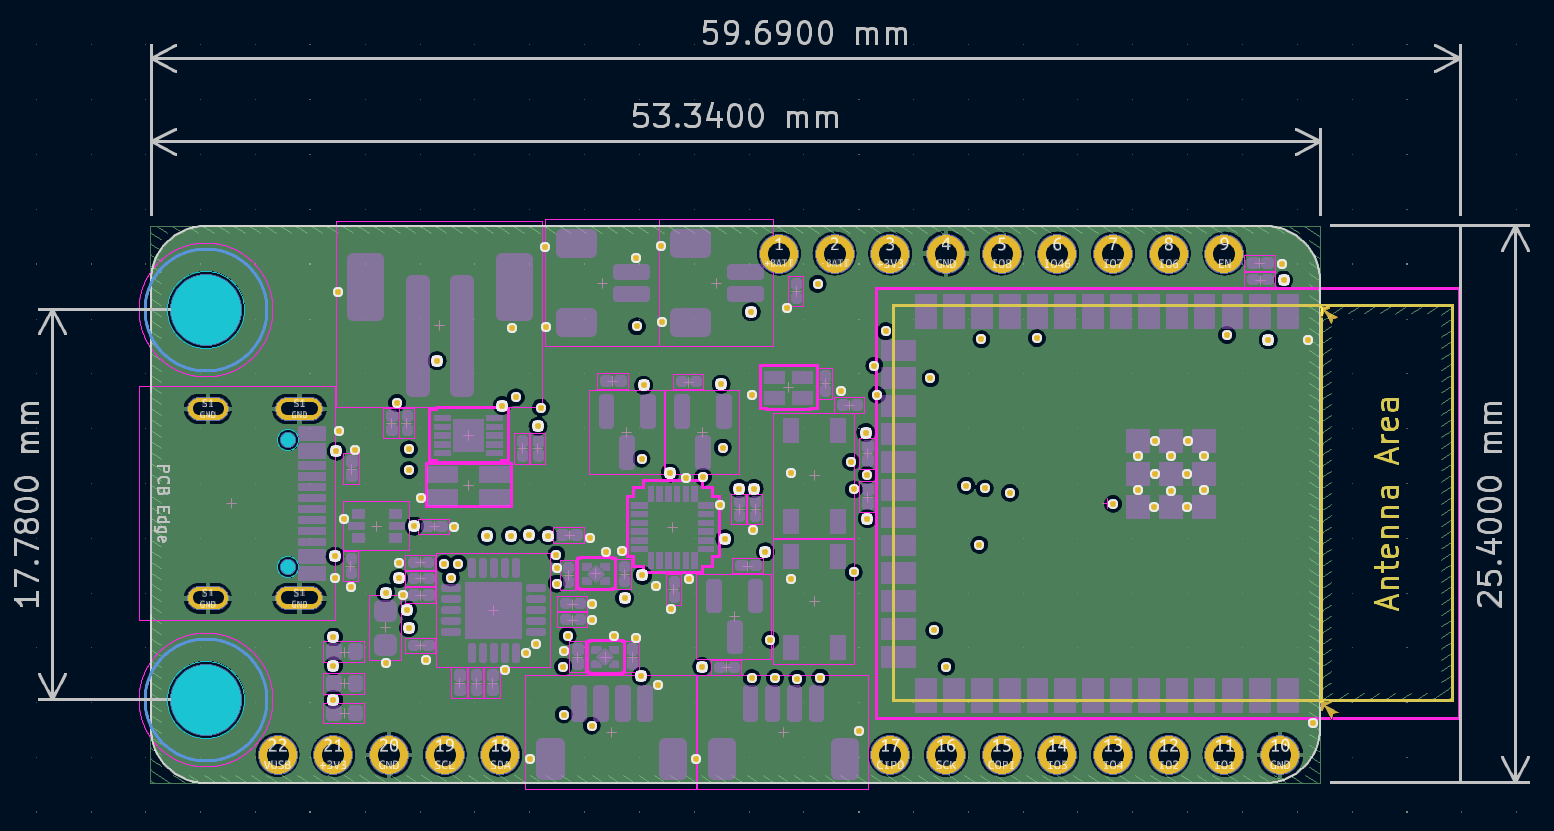 59.6900 mm
53.3400 mm
1 2 3 4 5 6 7 8 9
+BATT +BATT +3V3 GND IO8 IO46 IO7 IO6 EN
S1 GND
S1 GND
17.7800 mm
PCB Edge
Antenna Area
25.4000 mm
S1 GND
S1 GND
22 21 20 19 18 17 16 15 14 13 12 11 10
VUSB +3V3 GND SCL SDA CIPO SCK COPI IO5 IO4 IO2 IO1 GND